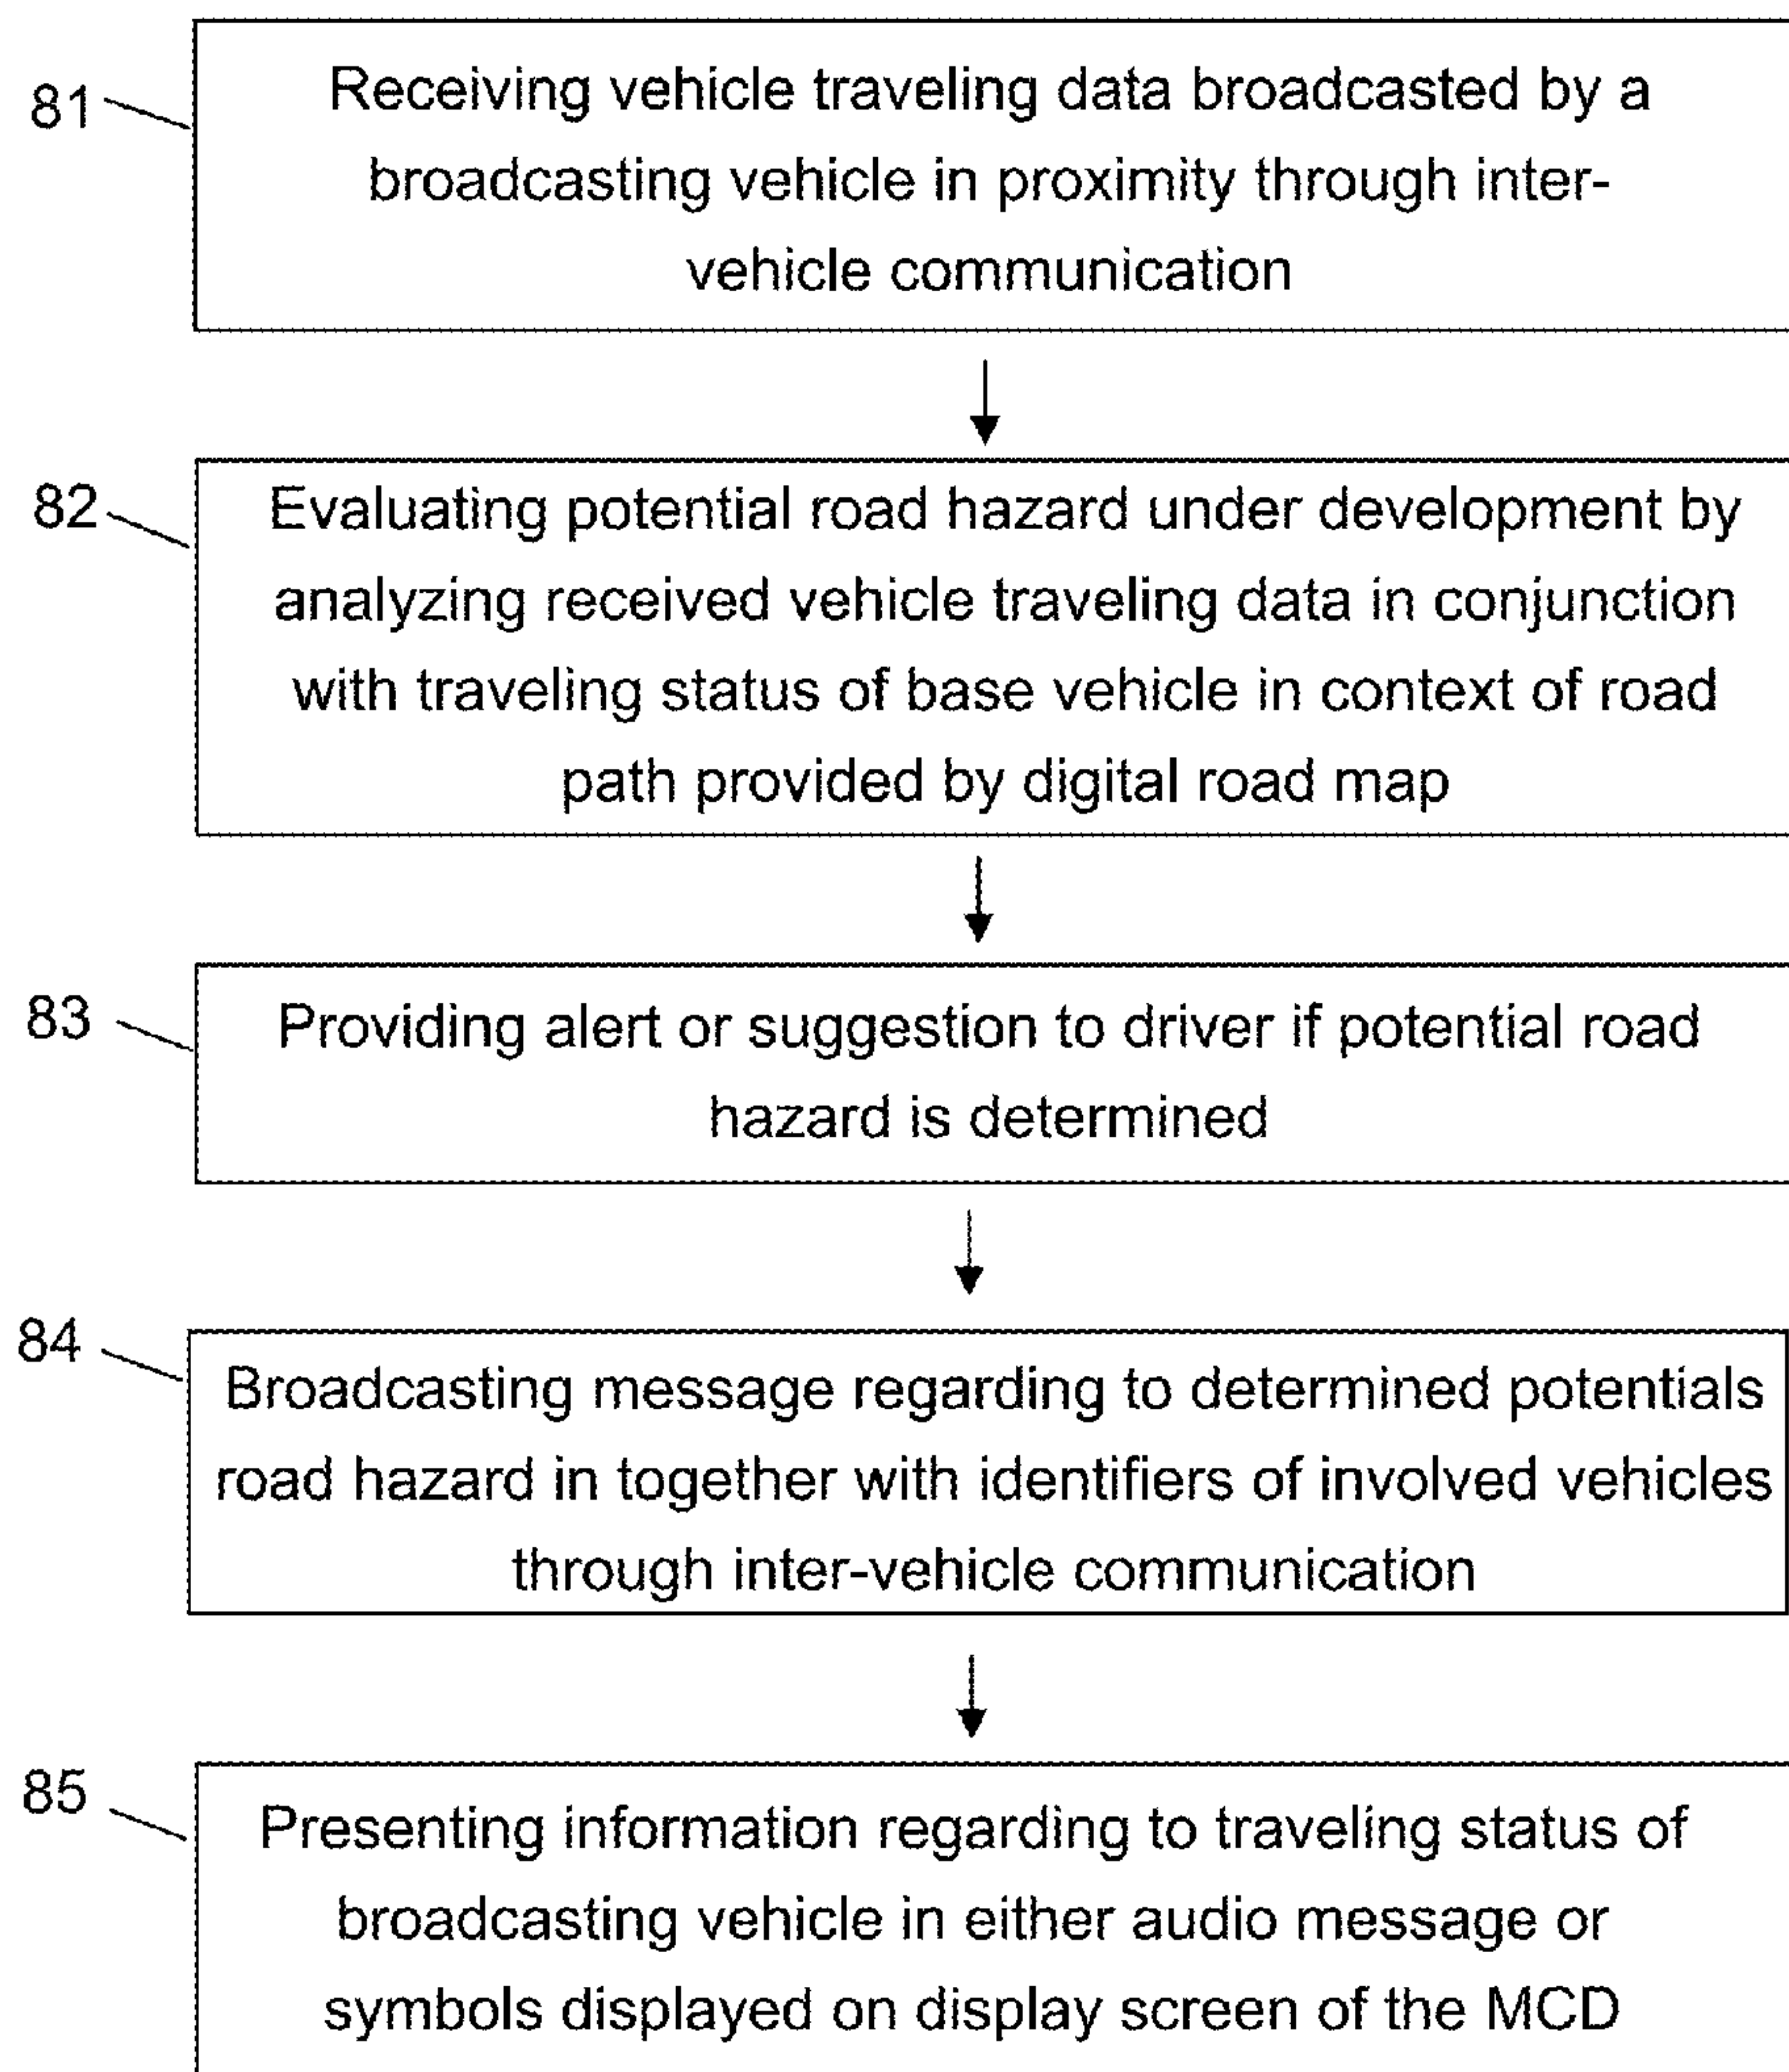 81
Receiving vehicle traveling data broadcasted by a
broadcasting vehicle in proximity through inter-
vehicle communication
82
Evaluating potential road hazard under development by
analyzing received vehicle traveling data in conjunction
with traveling status of base vehicle in context of road
path provided by digital road map
83
Providing alert or suggestion to driver if potential road
hazard is determined
84
Broadcasting message regarding to determined potentials
road hazard in together with identifiers of involved vehicles
through inter-vehicle communication
85
Presenting information regarding to traveling status of
broadcasting vehicle in either audio message or
symbols displayed on display screen of the MCD